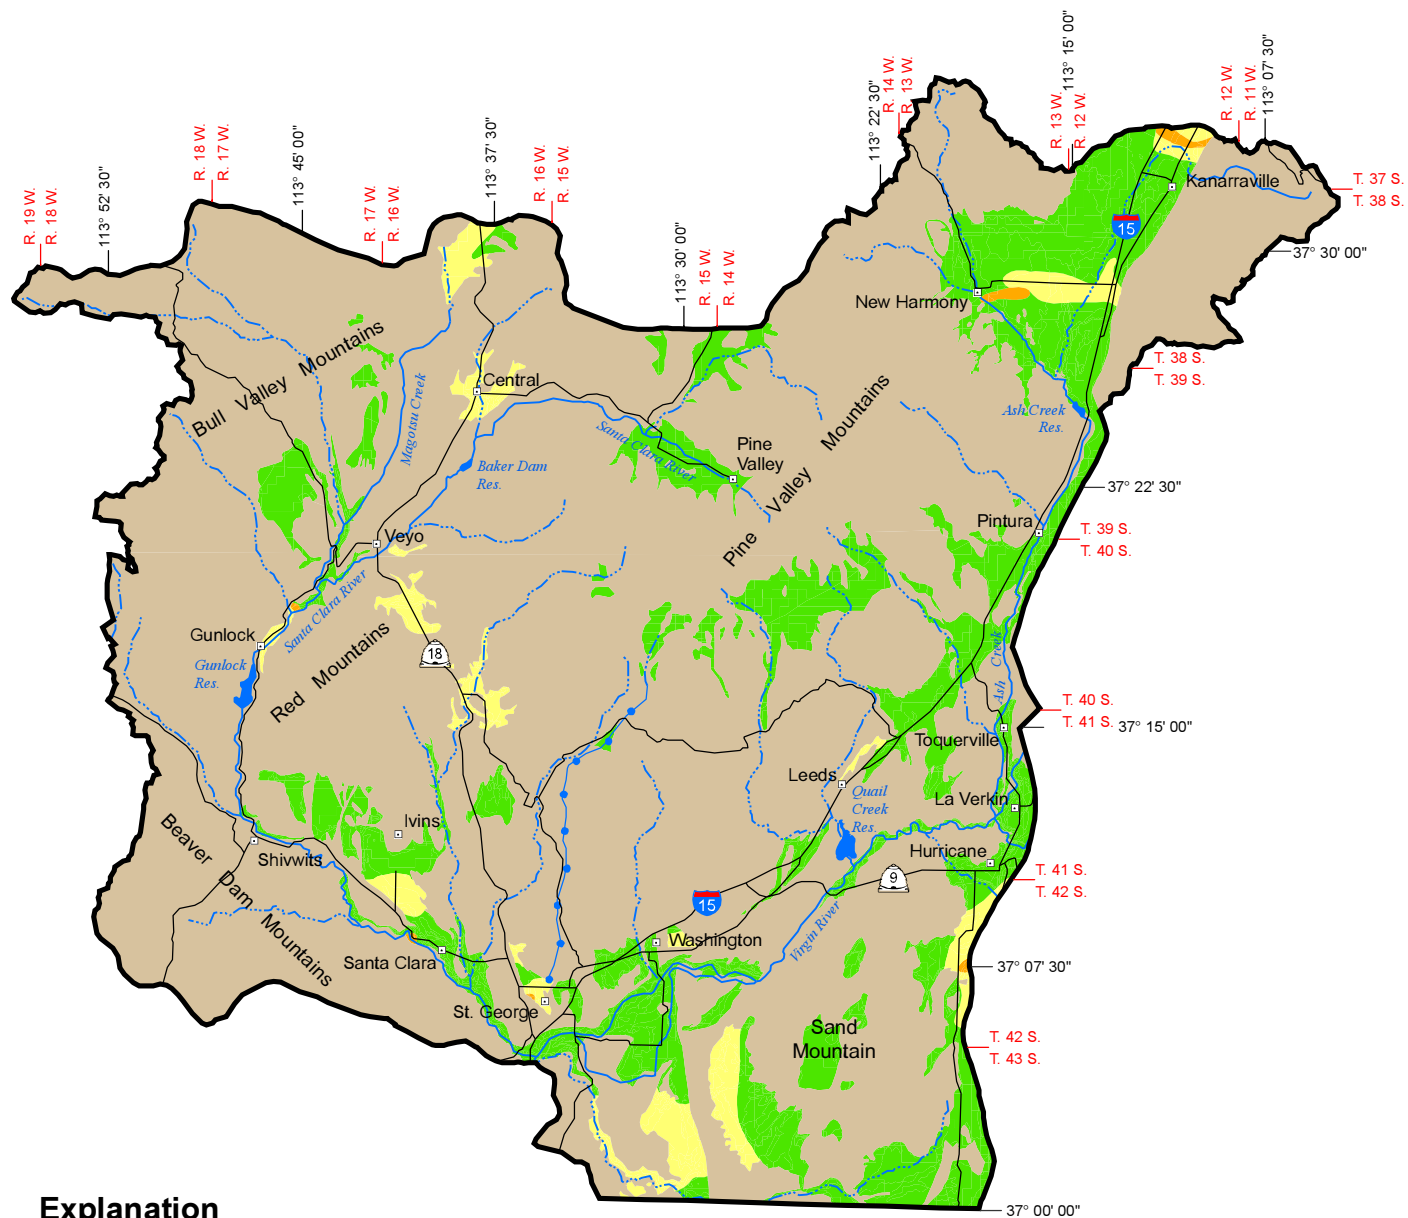 R. 19 W.
R. 18 W.
113° 52' 30"
R. 18 W.
R. 17 W.
113° 45' 00"
R. 17 W.
R. 16 W.
113° 37' 30"
R. 16 W.
R. 15 W.
113° 30' 00"
R. 15 W.
R. 14 W.
113° 22' 30"
R. 14 W.
R. 13 W.
R. 13 W.
R. 12 W.
113° 15' 00"
R. 12 W.
R. 11 W.
113° 07' 30"
T. 37 S.
T. 38 S.
Kanarraville
15
37° 30' 00"
New Harmony
T. 38 S.
T. 39 S.
Bull Valley Mountains
Central
Magotsu Creek
Ash Creek
Res.
Santa Clara River
Pine
Valley
Pine Valley Mountains
Baker Dam
Res.
37° 22' 30"
Pintura
T. 39 S.
T. 40 S.
Veyo
Santa Clara River
Gunlock
Gunlock
Res.
Red Mountains
18
Ash Creek
T. 40 S.
T. 41 S.
37° 15' 00"
Toquerville
Leeds
Quail
Creek
Res.
La Verkin
Ivins
Shivwits
Beaver Dam Mountains
Hurricane
9
T. 41 S.
T. 42 S.
15
Virgin River
Washington
Santa Clara
37° 07' 30"
St. George
Sand
Mountain
T. 42 S.
T. 43 S.
37° 00' 00"
Explanation